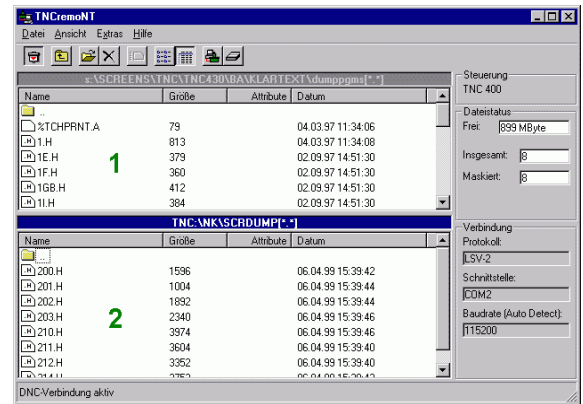 TNCremoNT
Datei Ansicht Extras Hilfe
s:\SCREENS\TNC\TNC430\BA\KLARTEXT\dumppgms[*.*]
Name Größe Attribute Datum
..
%TCHPRNT.A 79 04.03.97 11:34:06
1.H 813 04.03.97 11:34:08
1E.H 379 02.09.97 14:51:30
1F.H 360 02.09.97 14:51:30
1GB.H 412 02.09.97 14:51:30
1I.H 384 02.09.97 14:51:30
1
TNC:\NK\SCRDUMP[*.*]
Name Größe Attribute Datum
..
200.H 1596 06.04.99 15:39:42
201.H 1004 06.04.99 15:39:44
202.H 1892 06.04.99 15:39:44
203.H 2340 06.04.99 15:39:46
210.H 3974 06.04.99 15:39:46
211.H 3604 06.04.99 15:39:40
212.H 3352 06.04.99 15:39:40
2
Steuerung
TNC 400
Dateistatus
Frei: 899 MByte
Insgesamt: 8
Maskiert: 8
Verbindung
Protokoll:
LSV-2
Schnittstelle:
COM2
Baudrate (Auto Detect):
115200
DNC-Verbindung aktiv